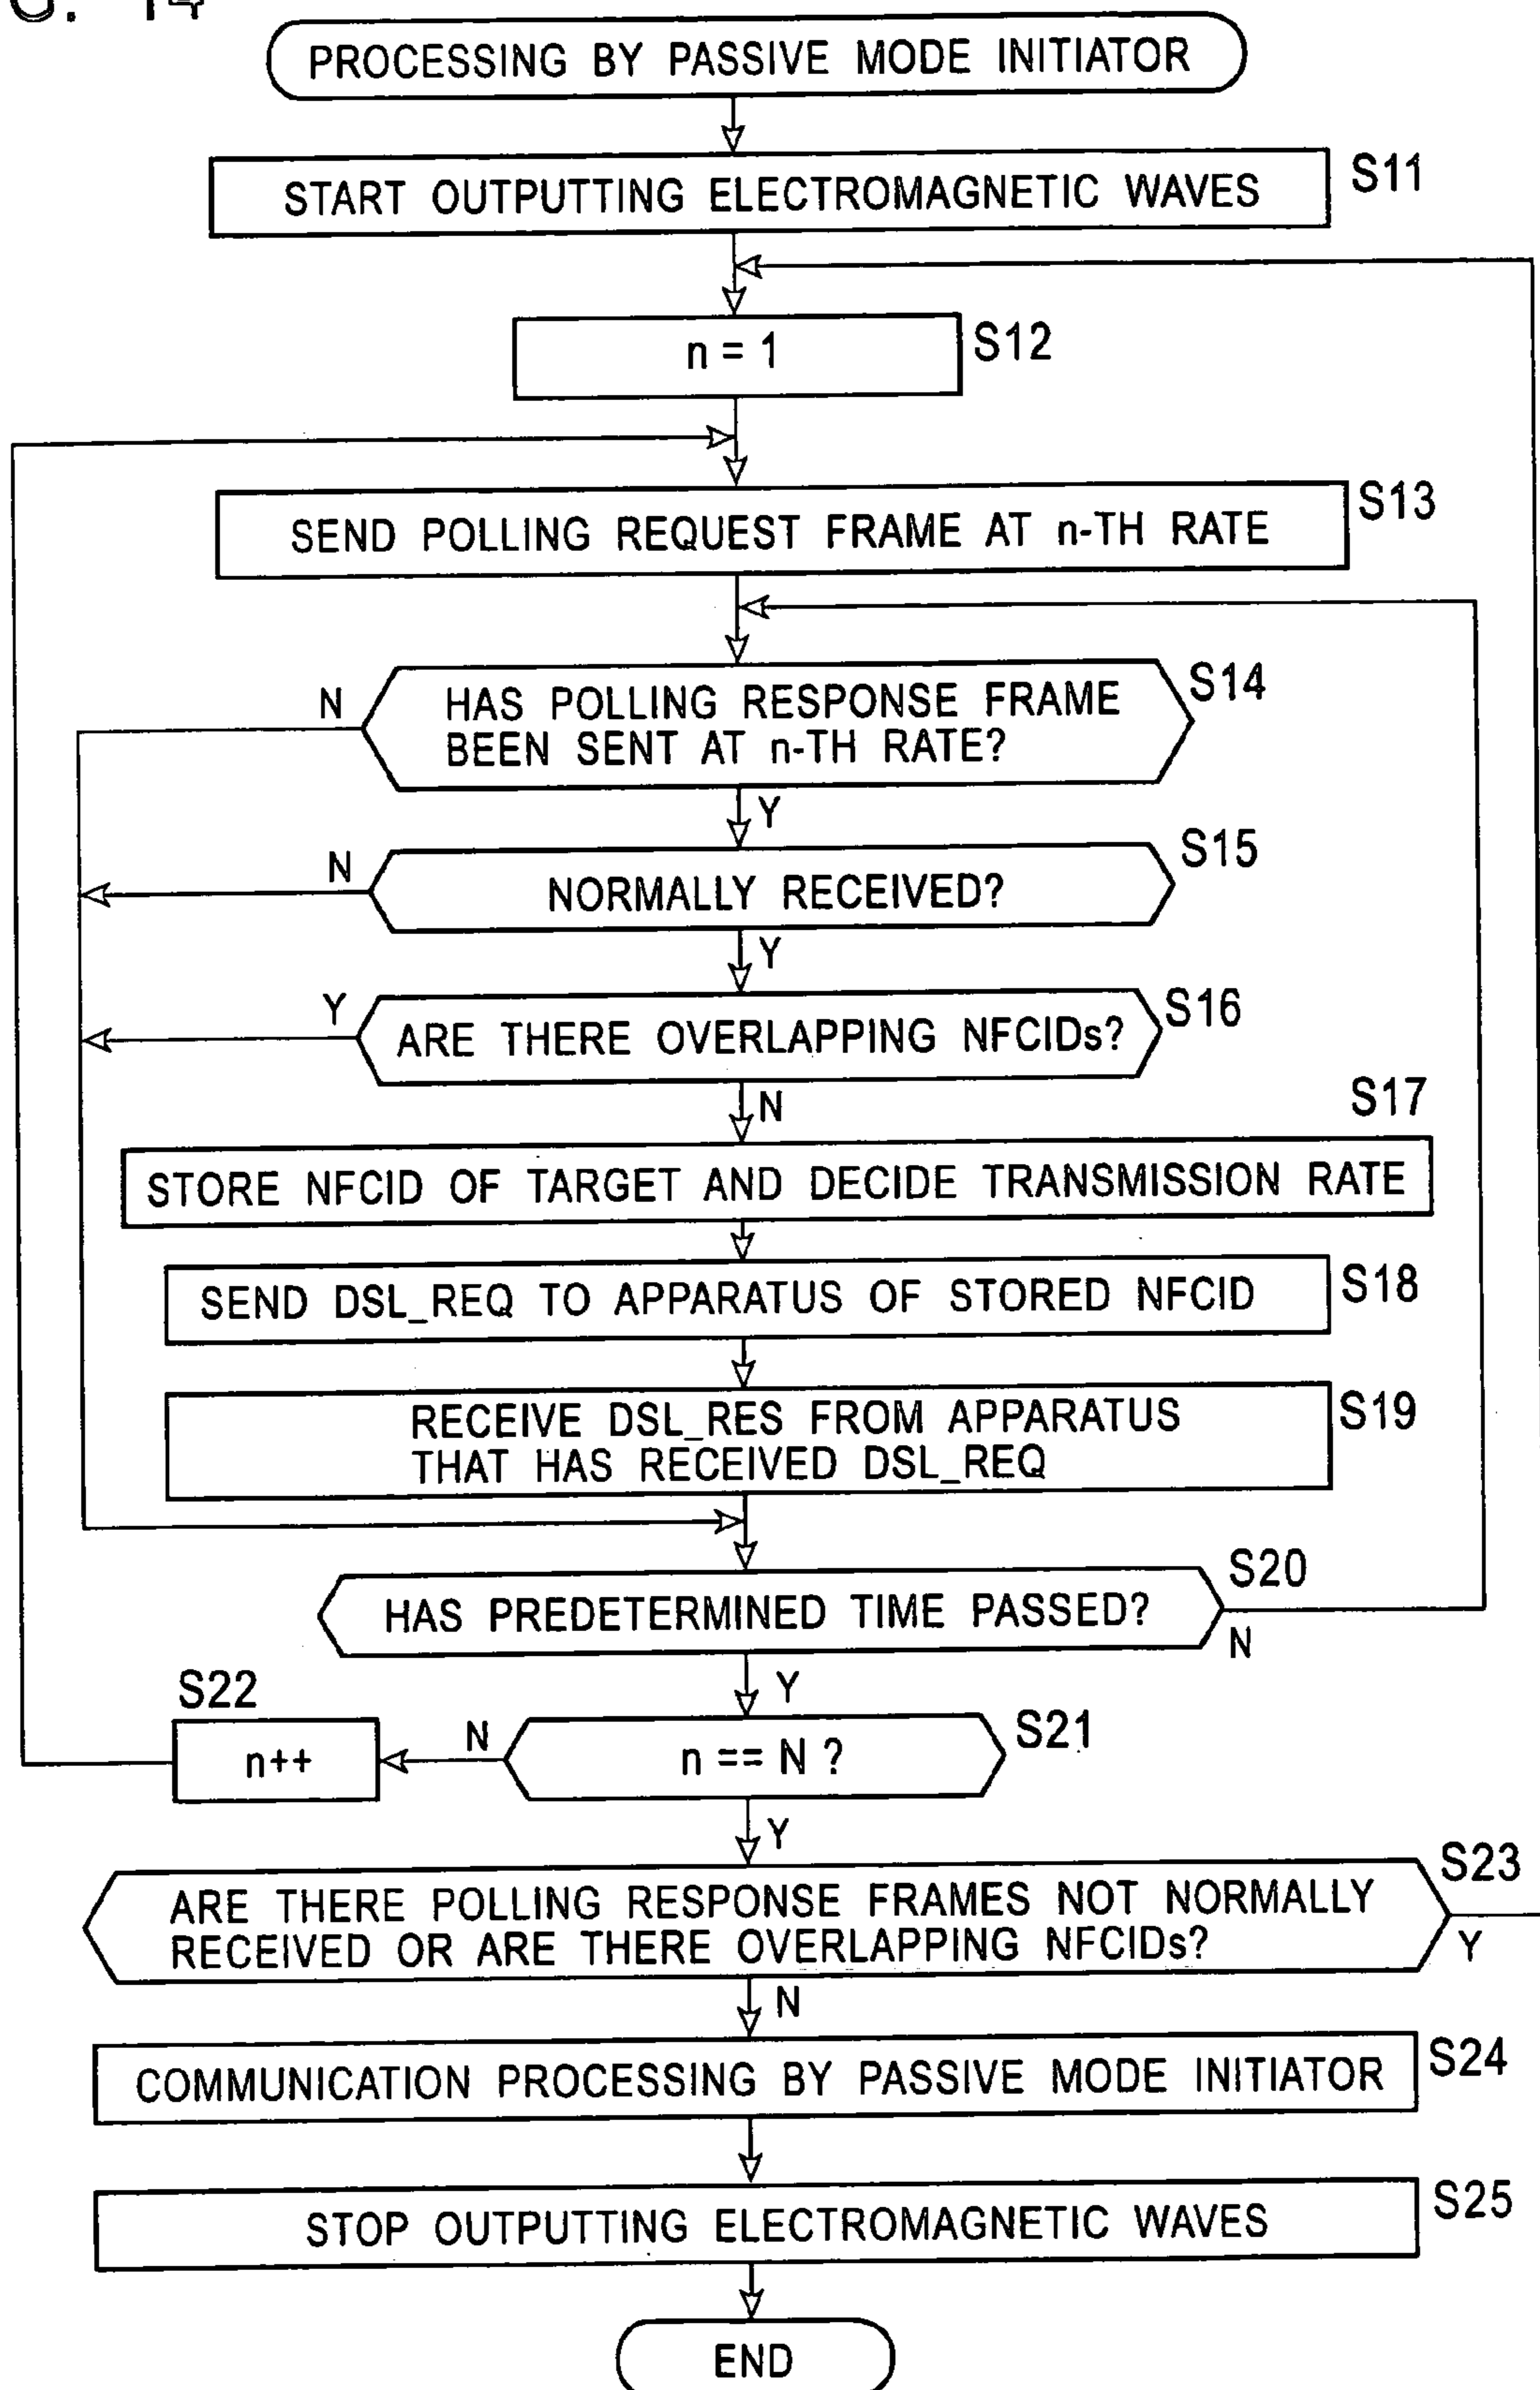 G. 14
PROCESSING BY PASSIVE MODE INITIATOR
START OUTPUTTING ELECTROMAGNETIC WAVES
S11
n = 1
S12
SEND POLLING REQUEST FRAME AT n-TH RATE
S13
N
HAS POLLING RESPONSE FRAME
BEEN SENT AT n-TH RATE?
S14
Y
N
NORMALLY RECEIVED?
S15
Y
Y
ARE THERE OVERLAPPING NFCIDs?
S16
N
S17
STORE NFCID OF TARGET AND DECIDE TRANSMISSION RATE
SEND DSL_REQ TO APPARATUS OF STORED NFCID
S18
RECEIVE DSL_RES FROM APPARATUS
THAT HAS RECEIVED DSL_REQ
S19
HAS PREDETERMINED TIME PASSED?
S20
N
Y
S22
n++
N
n == N ?
S21
Y
ARE THERE POLLING RESPONSE FRAMES NOT NORMALLY
RECEIVED OR ARE THERE OVERLAPPING NFCIDs?
S23
Y
N
COMMUNICATION PROCESSING BY PASSIVE MODE INITIATOR
S24
STOP OUTPUTTING ELECTROMAGNETIC WAVES
S25
END